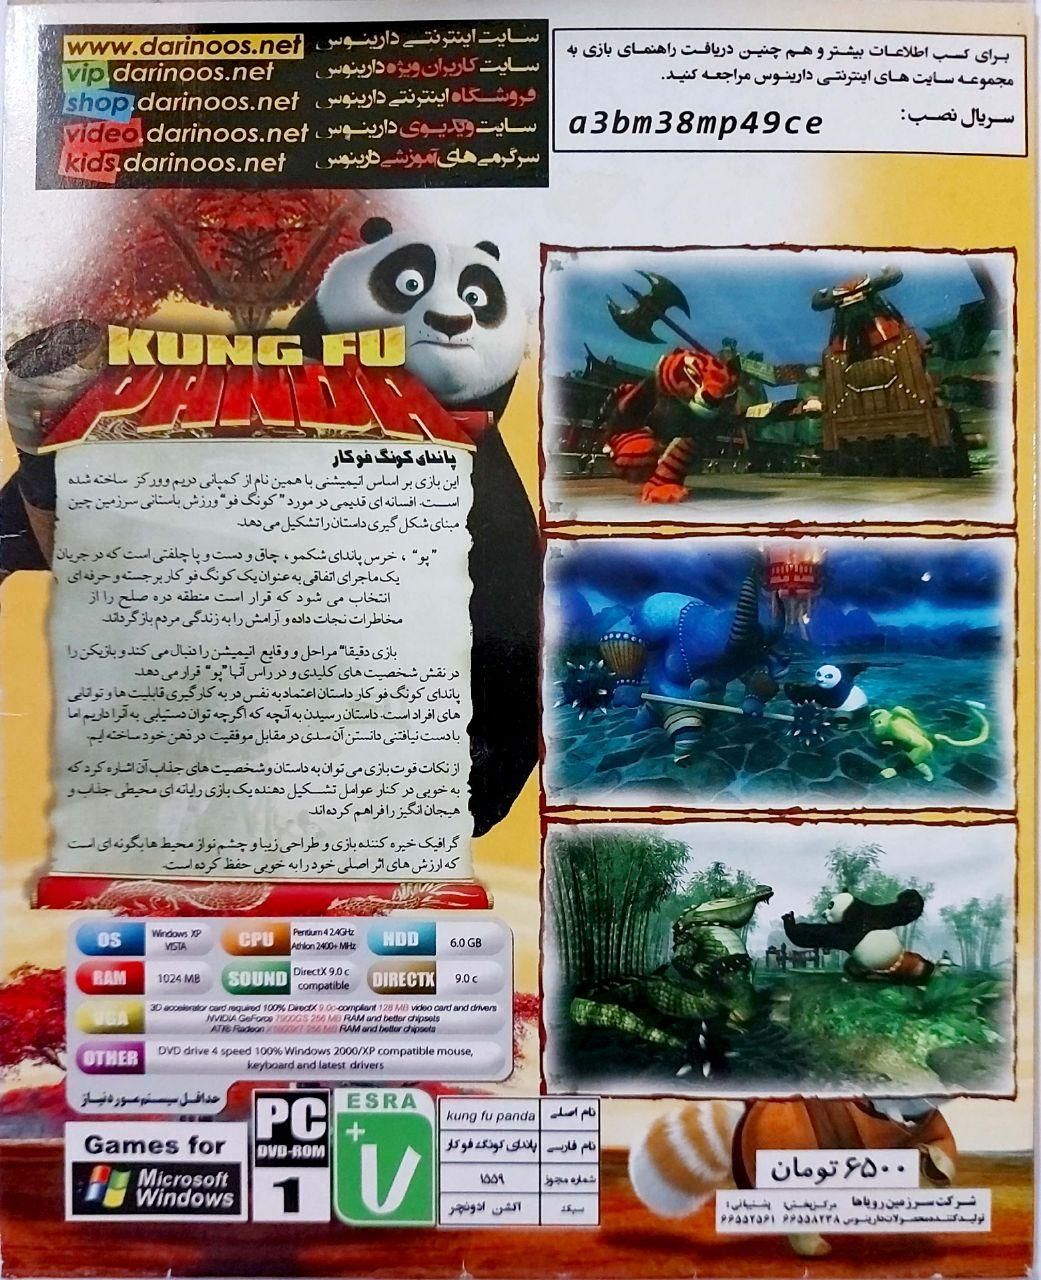 www.darinoos.net سایت اینترنتی دارینوس
vip.darinoos.net سایت کاربران ویژه دارینوس
shop.darinoos.net فروشگاه اینترنتی دارینوس
video.darinoos.net سایت ویدیوی دارینوس
kids.darinoos.net سرگرمی های آموزشی دارینوس
برای کسب اطلاعات بیشتر و هم چنین دریافت راهنمای بازی به
مجموعه سایت های اینترنتی دارینوس مراجعه کنید.
سریال نصب: a3bm38mp49ce
KUNG FU
PANDA
پاندای کونگ فو کار
این بازی بر اساس انیمیشنی با همین نام از کمپانی دریم وورکز ساخته شده
است. افسانه ای قدیمی در مورد "کونگ فو" ورزش باستانی سرزمین چین
مبنای شکل گیری داستان را تشکیل می دهد.
"پو" ، خرس پاندای شکمو، چاق و دست و پا چلفتی است که در جریان
یک ماجرای اتفاقی به عنوان یک کونگ فو کار برجسته و حرفه ای
انتخاب می شود که قرار است منطقه دره صلح را از
مخاطرات نجات داده و آرامش را به زندگی مردم بازگرداند.
بازی دقیقا" مراحل و وقایع انیمیشن را دنبال می کند و بازیکن را
در نقش شخصیت های کلیدی و در راس آنها "پو" قرار می دهد.
پاندای کونگ فو کار داستان اعتماد به نفس در به کارگیری قابلیت ها و توانایی
های افراد است. داستان رسیدن به آنچه که اگرچه توان دستیابی به آنرا داریم اما
با دست نیافتنی دانستن آن سدی در مقابل موفقیت در ذهن خود ساخته ایم.
از نکات قوت بازی می توان به داستان و شخصیت های جذاب آن اشاره کرد که
به خوبی در کنار عوامل تشکیل دهنده یک بازی رایانه ای محیطی جذاب و
هیجان انگیز را فراهم کرده اند.
گرافیک خیره کننده بازی و طراحی زیبا و چشم نواز محیط ها بگونه ای است
که ارزش های اثر اصلی خود را به خوبی حفظ کرده است.
OS Windows XP VISTA CPU Pentium 4 2.4GHz Athlon 2400+ MHz HDD 6.0 GB
RAM 1024 MB SOUND DirectX 9.0 c compatible DIRECTX 9.0 c
VGA 3D accelerator card required 100% DirectX 9.0c-compliant 128 MB video card and drivers
NVIDIA GeForce 7900GS 256 MB RAM and better chipsets
ATI® Radeon X1900XT 256 MB RAM and better chipsets
OTHER DVD drive 4 speed 100% Windows 2000/XP compatible mouse,
keyboard and latest drivers
حداقل سیستم مورد نیاز
Games for
Microsoft
Windows
PC
DVD-ROM
1
ESRA
+V
نام اصلی kung fu panda
نام فارسی پاندای کونگ فو کار
شماره مجوز ۱۵۵۹
سبک اکشن ادونچر
۶۵۰۰ تومان
شرکت سرزمین رویاها مرکز پخش: پشتیبانی:
تولید کننده محصولات دارینوس ۶۶۵۵۸۲۳۸ ۶۶۵۵۲۵۶۱